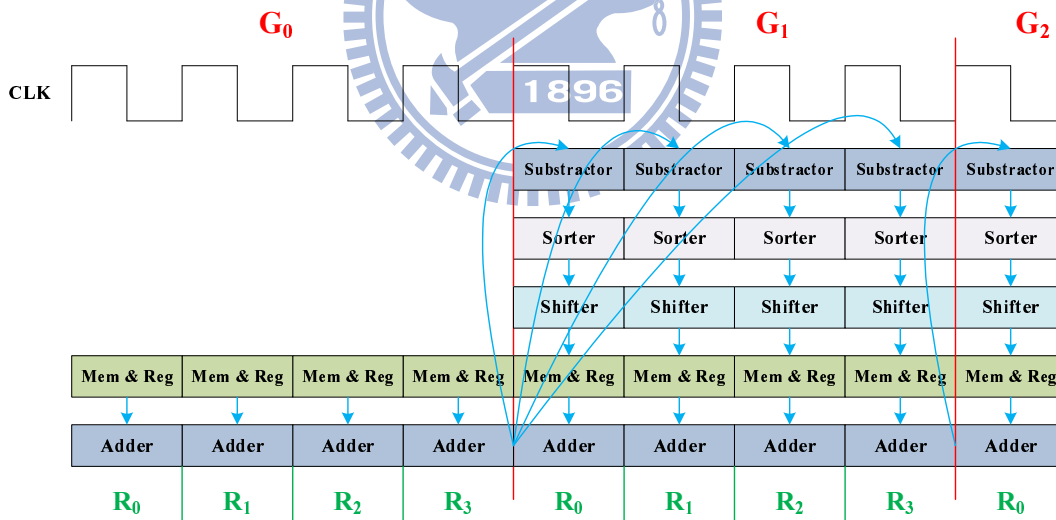 G0 G1 G2
CLK
1896
Substractor Substractor Substractor Substractor Substractor
Sorter Sorter Sorter Sorter Sorter
Shifter Shifter Shifter Shifter Shifter
Mem & Reg Mem & Reg Mem & Reg Mem & Reg Mem & Reg Mem & Reg Mem & Reg Mem & Reg Mem & Reg
Adder Adder Adder Adder Adder Adder Adder Adder Adder
R0 R1 R2 R3 R0 R1 R2 R3 R0